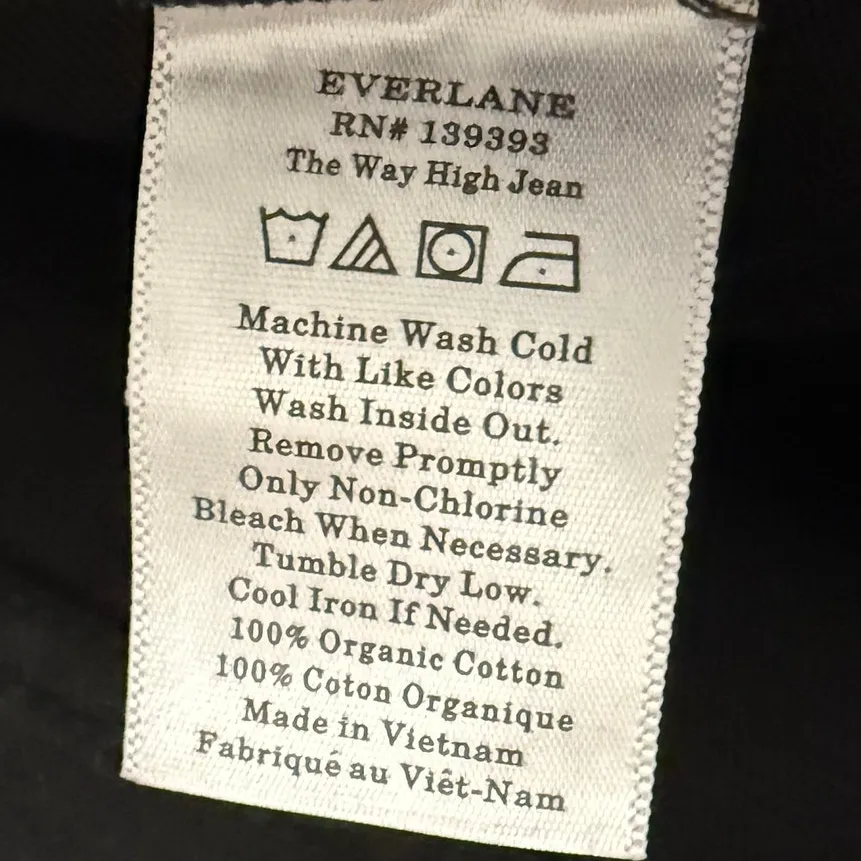 EVERLANE
RN# 139393
The Way High Jean
Machine Wash Cold
With Like Colors
Wash Inside Out.
Remove Promptly
Only Non-Chlorine
Bleach When Necessary.
Tumble Dry Low.
Cool Iron If Needed.
100% Organic Cotton
100% Coton Organique
Made in Vietnam
Fabriqué au Viêt-Nam